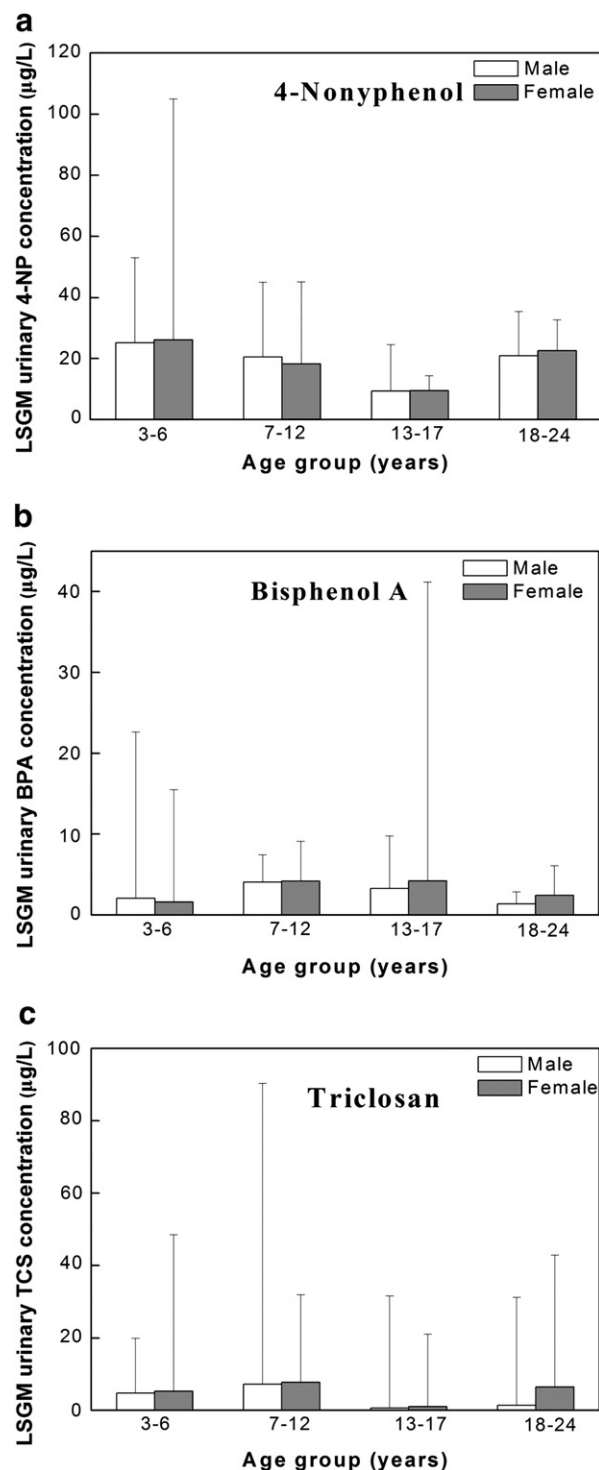 a
LSGM urinary 4-NP concentration (µg/L)
120
100
80
60
40
20
0
4-Nonyphenol
Male
Female
3-6 7-12 13-17 18-24
Age group (years)
b
LSGM urinary BPA concentration (µg/L)
40
30
20
10
0
Bisphenol A
Male
Female
3-6 7-12 13-17 18-24
Age group (years)
c
LSGM urinary TCS concentration (µg/L)
100
80
60
40
20
0
Triclosan
Male
Female
3-6 7-12 13-17 18-24
Age group (years)